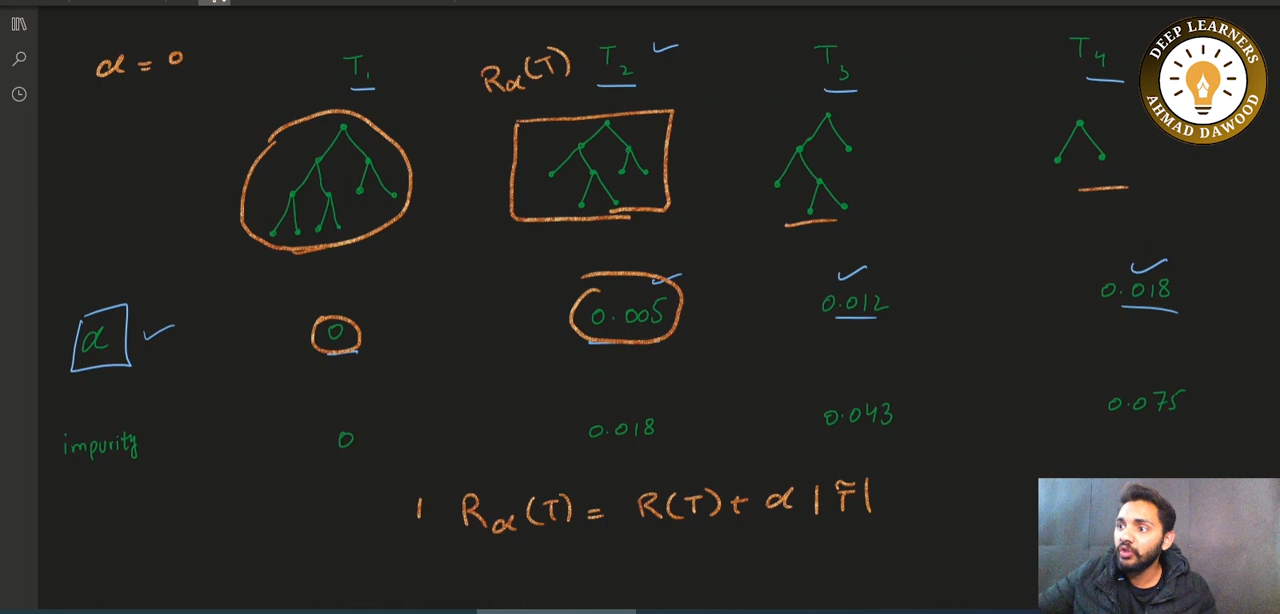 α = 0
T₁
Rα(T)
T₂
T₃
T₄
DEEP LEARNERS
AHMAD DAWOOD
α
0
0.005
0.012
0.018
impurity
0
0.018
0.043
0.075
Rα(T) = R(T) + α |T̃|